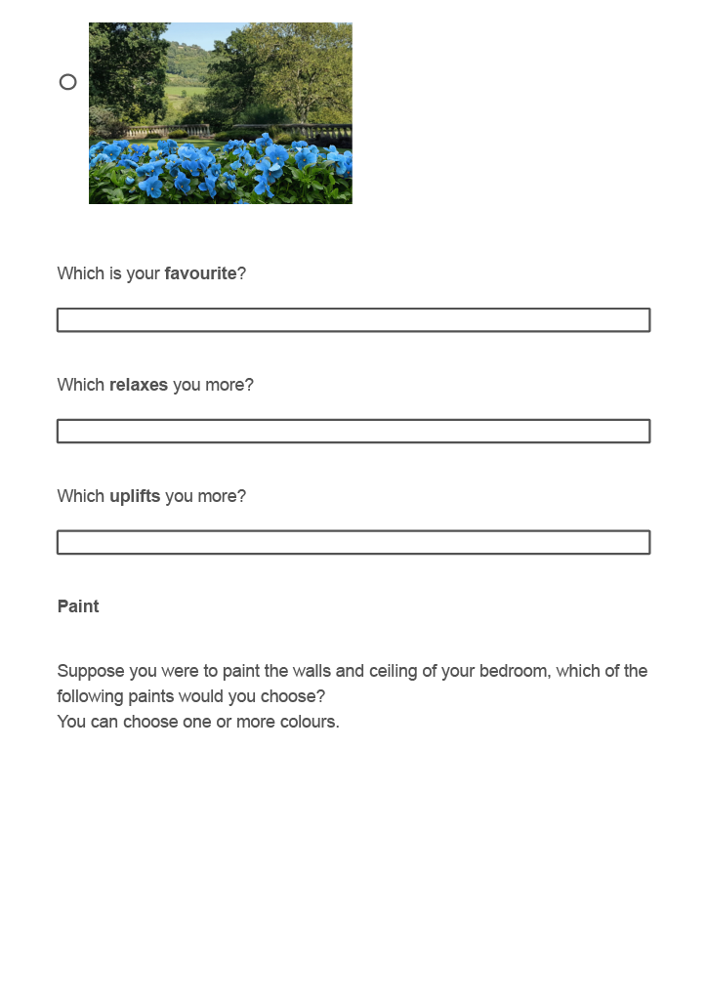 Which is your favourite?
Which relaxes you more?
Which uplifts you more?
Paint
Suppose you were to paint the walls and ceiling of your bedroom, which of the
following paints would you choose?
You can choose one or more colours.